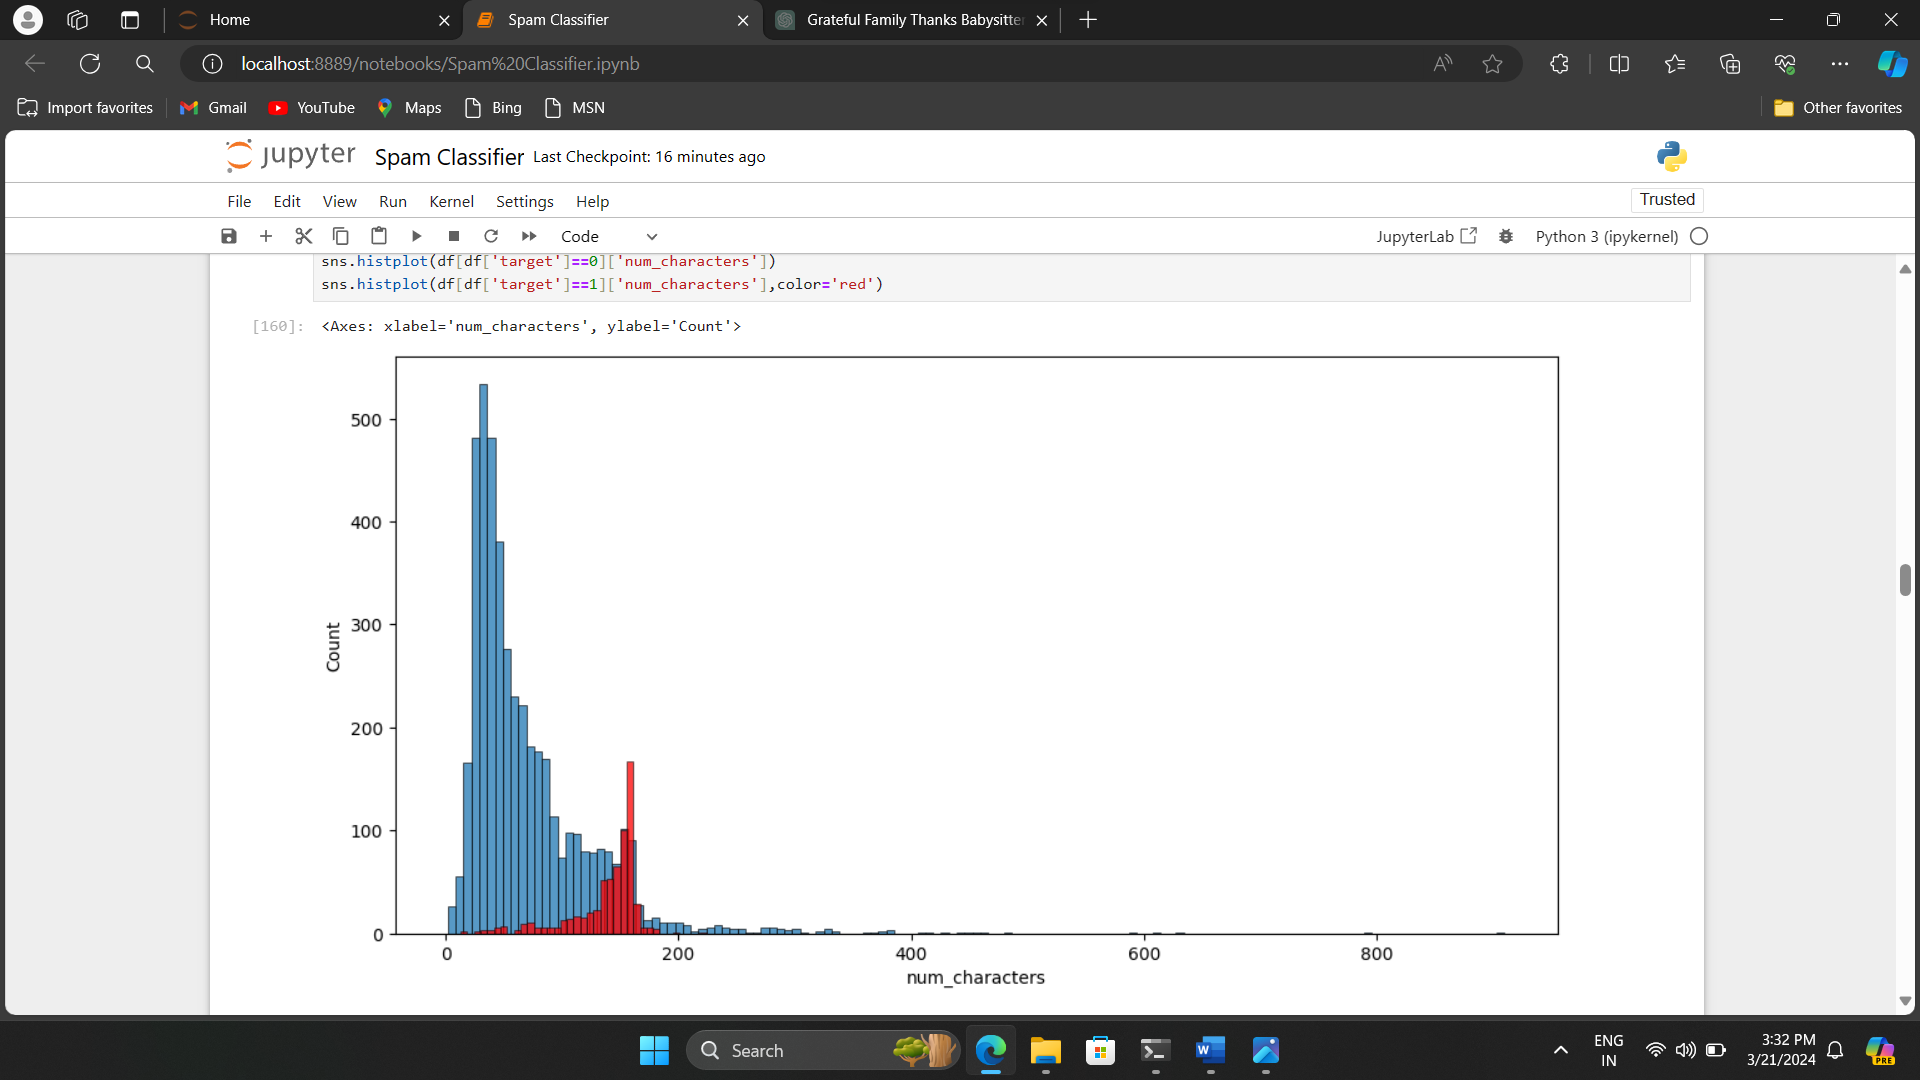 Home
Spam Classifier
Grateful Family Thanks Babysitter
localhost:8889/notebooks/Spam%20Classifier.ipynb
Import favorites
Gmail
YouTube
Maps
Bing
MSN
Other favorites
jupyter
Spam Classifier
Last Checkpoint: 16 minutes ago
File
Edit
View
Run
Kernel
Settings
Help
Trusted
Code
JupyterLab
Python 3 (ipykernel)
sns.histplot(df[df['target']==0]['num_characters'])
sns.histplot(df[df['target']==1]['num_characters'],color='red')
[160]:
<Axes: xlabel='num_characters', ylabel='Count'>
500
400
300
200
100
0
Count
0
200
400
600
800
num_characters
Search
ENG
IN
3:32 PM
3/21/2024
PRE